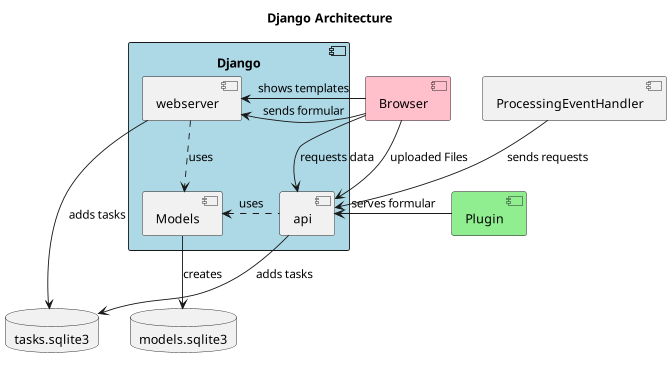 Django Architecture
Django
webserver
shows templates
sends formular
Browser
ProcessingEventHandler
uses
requests data
uploaded Files
sends requests
Models
uses
api
serves formular
Plugin
adds tasks
creates
adds tasks
tasks.sqlite3
models.sqlite3